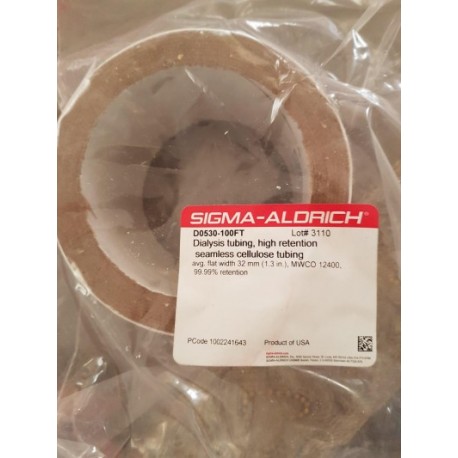 SIGMA-ALDRICH
D0530-100FT Lot# 3110
Dialysis tubing, high retention
seamless cellulose tubing
avg. flat width 32 mm (1.3 in.), MWCO 12400,
99.99% retention
PCode 1002241643 Product of USA